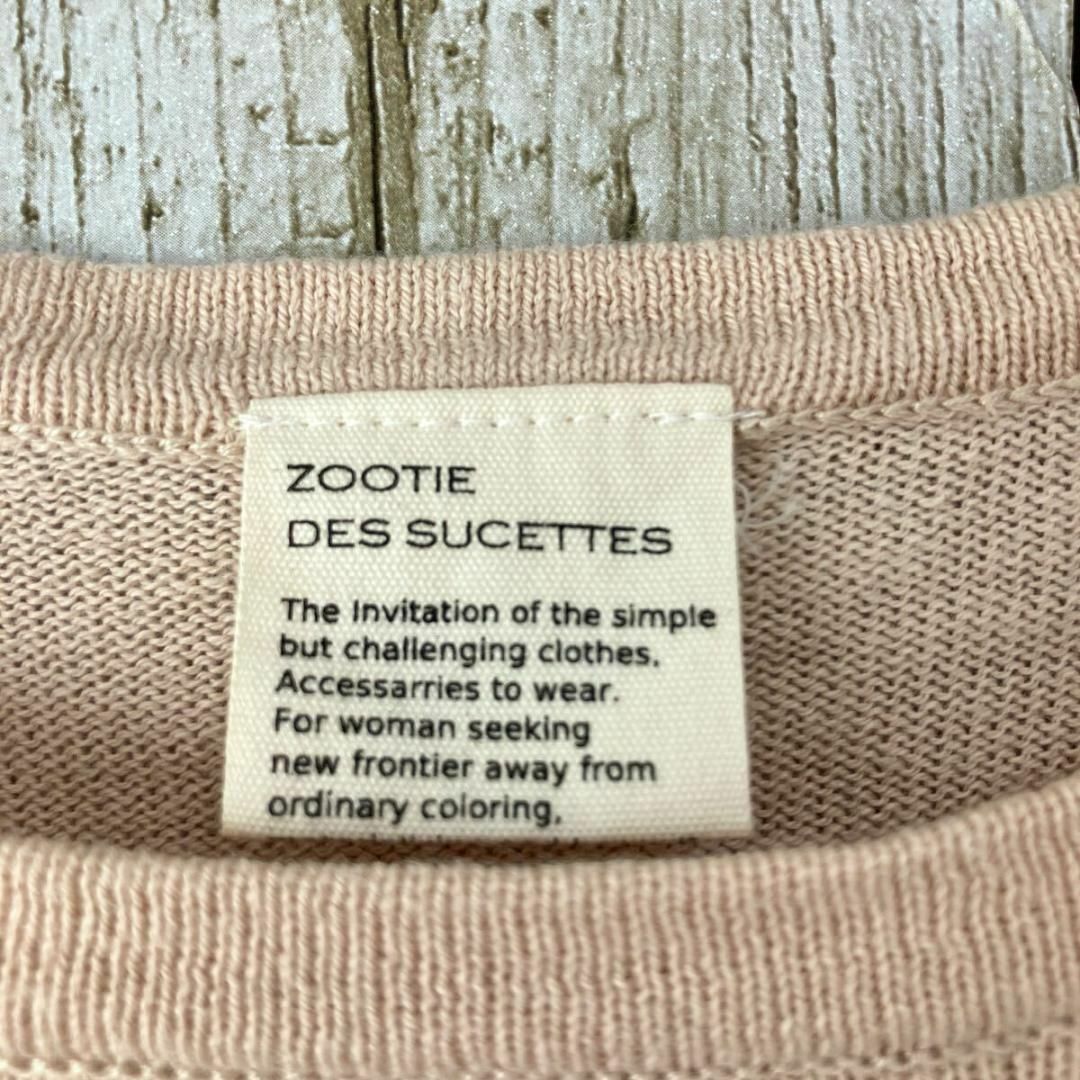 ZOOTIE
DES SUCETTES
The Invitation of the simple
but challenging clothes.
Accessarries to wear.
For woman seeking
new frontier away from
ordinary coloring,